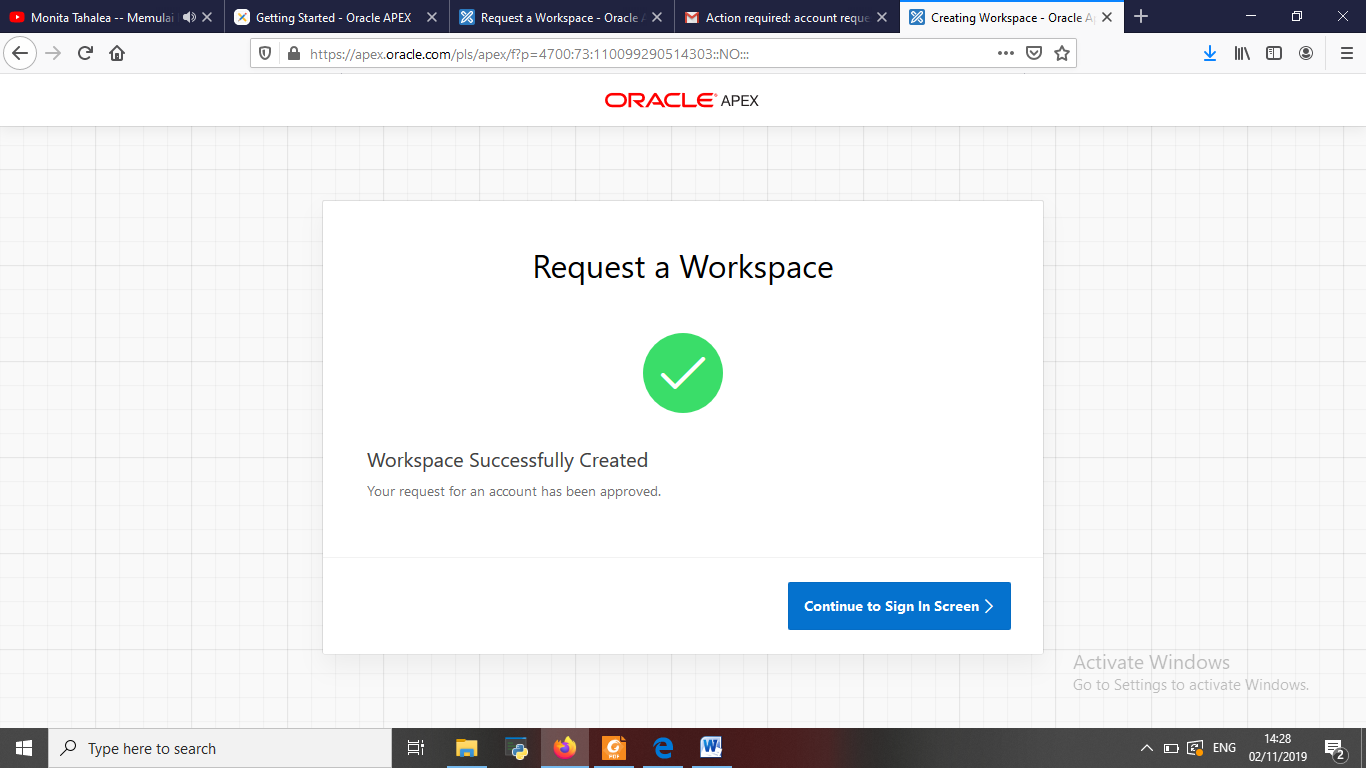 Monita Tahalea -- Memulai
Getting Started - Oracle APEX
Request a Workspace - Oracle A
Action required: account reque
Creating Workspace - Oracle Ap
https://apex.oracle.com/pls/apex/f?p=4700:73:110099290514303::NO:::
ORACLE APEX
Request a Workspace
Workspace Successfully Created
Your request for an account has been approved.
Continue to Sign In Screen
Activate Windows
Go to Settings to activate Windows.
Type here to search
ENG
14:28
02/11/2019
2